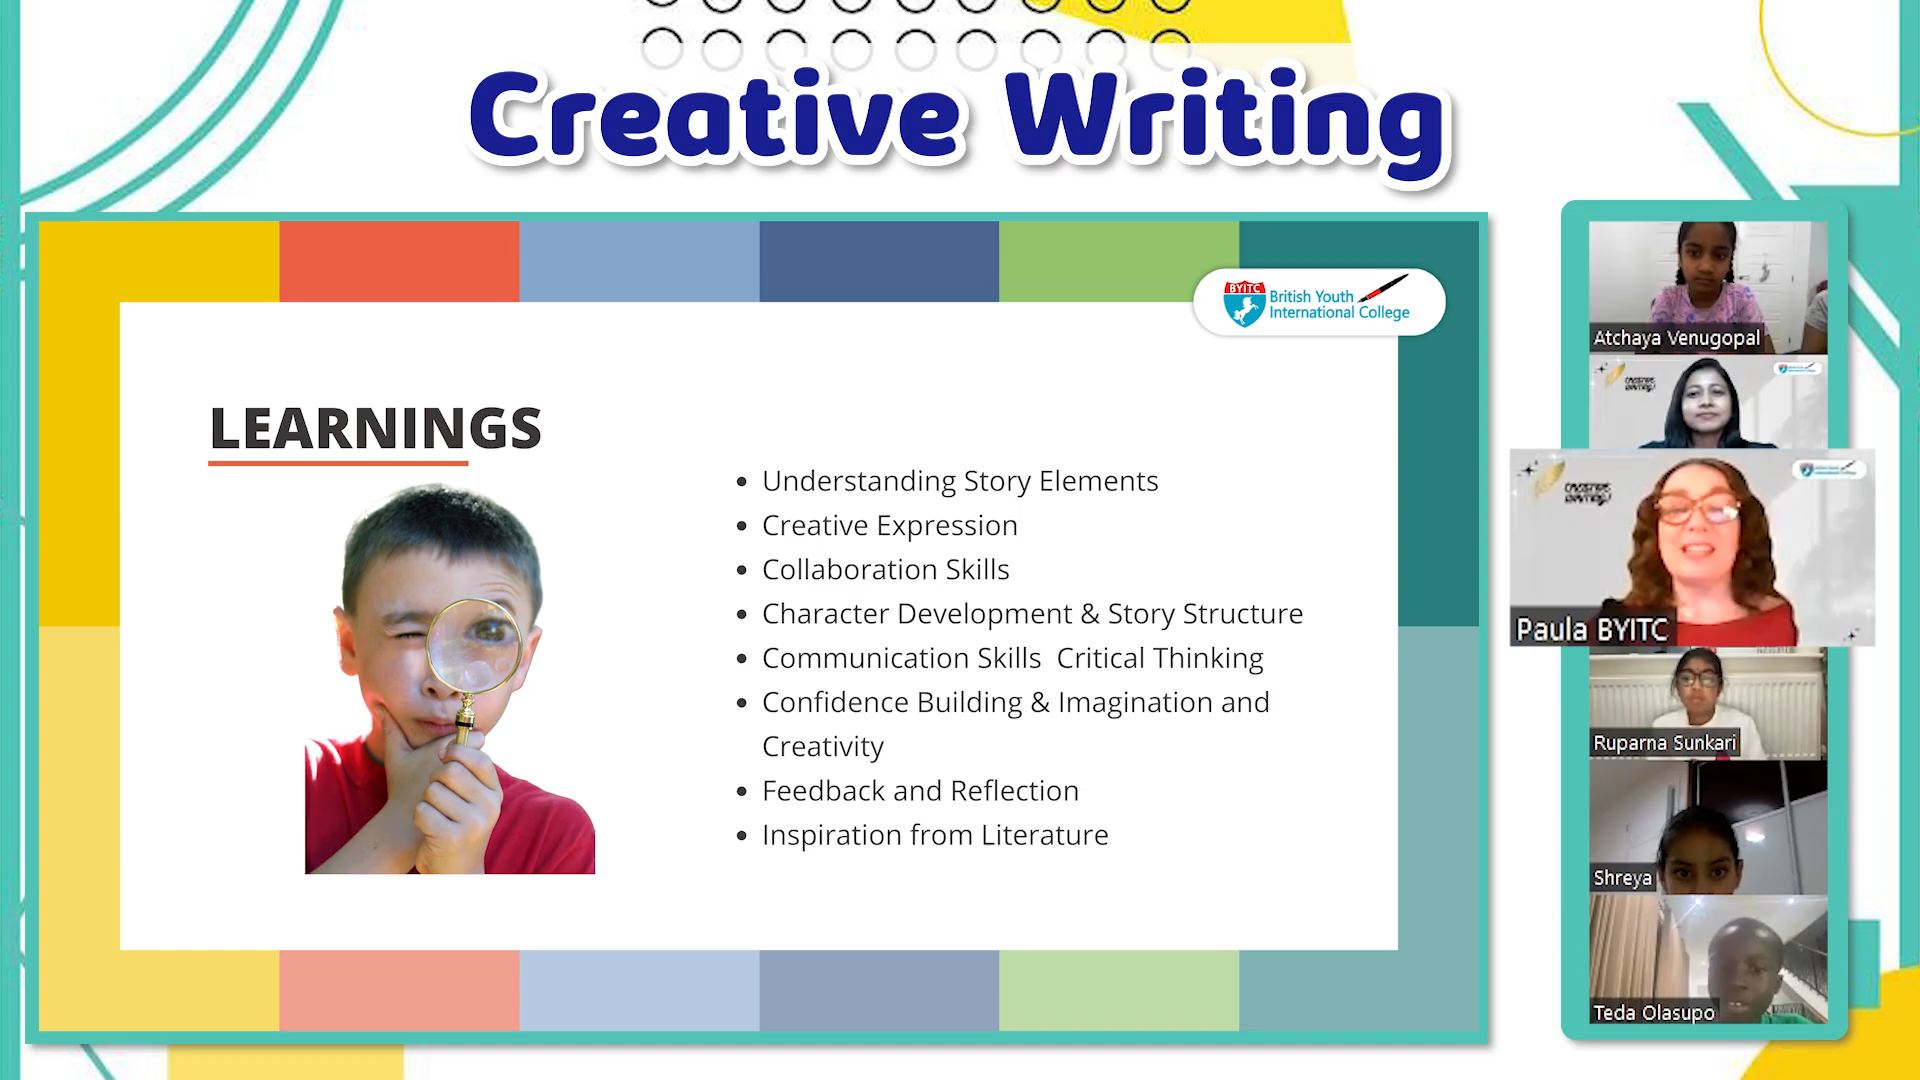 Creative Writing
BYITC
British Youth
International College
LEARNINGS
• Understanding Story Elements
• Creative Expression
• Collaboration Skills
• Character Development & Story Structure
• Communication Skills  Critical Thinking
• Confidence Building & Imagination and
Creativity
• Feedback and Reflection
• Inspiration from Literature
Atchaya Venugopal
CREATIVE
WRITING!
Paula BYITC
Ruparna Sunkari
Shreya
Teda Olasupo